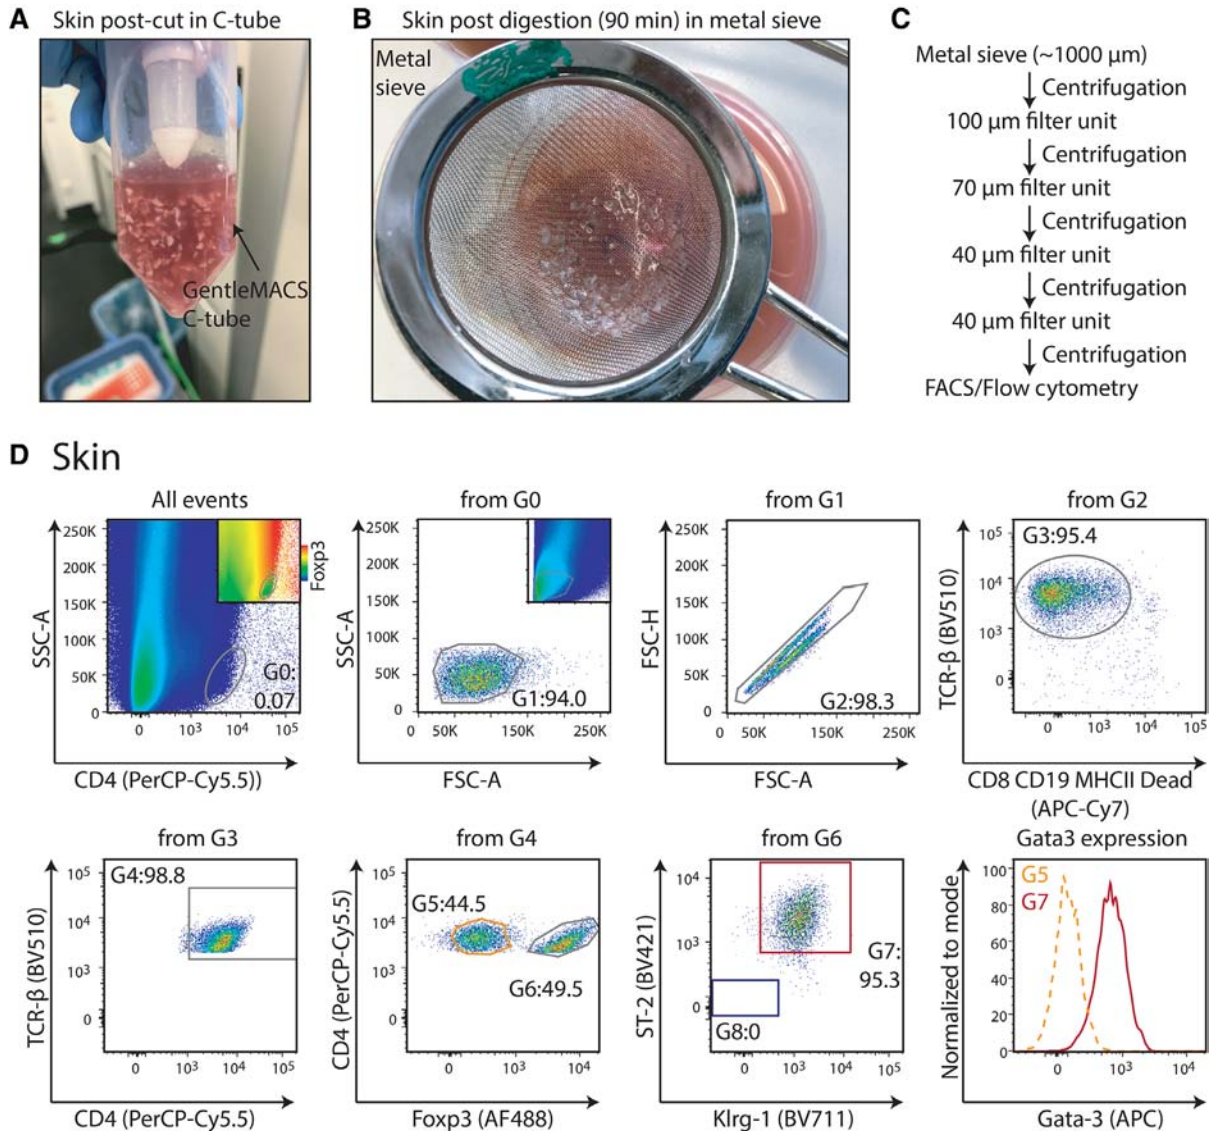 A Skin post-cut in C-tube
GentleMACS
C-tube
B Skin post digestion (90 min) in metal sieve
Metal
sieve
C
Metal sieve (~1000 µm)
Centrifugation
100 µm filter unit
Centrifugation
70 µm filter unit
Centrifugation
40 µm filter unit
Centrifugation
40 µm filter unit
Centrifugation
FACS/Flow cytometry
D Skin
All events
SSC-A
250K
200K
150K
100K
50K
0
Foxp3
G0:
0.07
0 10³ 10⁴ 10⁵
CD4 (PerCP-Cy5.5))
from G0
SSC-A
250K
200K
150K
100K
50K
0
G1:94.0
0 50K 150K 250K
FSC-A
from G1
FSC-H
250K
200K
150K
100K
50K
0
G2:98.3
0 50K 150K 250K
FSC-A
from G2
TCR-β (BV510)
10⁵
10⁴
10³
0
G3:95.4
0 10³ 10⁴ 10⁵
CD8 CD19 MHCII Dead
(APC-Cy7)
from G3
TCR-β (BV510)
10⁵
10⁴
10³
0
G4:98.8
0 10³ 10⁴ 10⁵
CD4 (PerCP-Cy5.5)
from G4
CD4 (PerCP-Cy5.5)
10⁵
10⁴
10³
0
G5:44.5
G6:49.5
0 10³ 10⁴
Foxp3 (AF488)
from G6
ST-2 (BV421)
10⁴
10³
0
G7:
95.3
G8:0
0 10³ 10⁴
Klrg-1 (BV711)
Gata3 expression
Normalized to mode
100
80
60
40
20
0
G5
G7
0 10³ 10⁴
Gata-3 (APC)